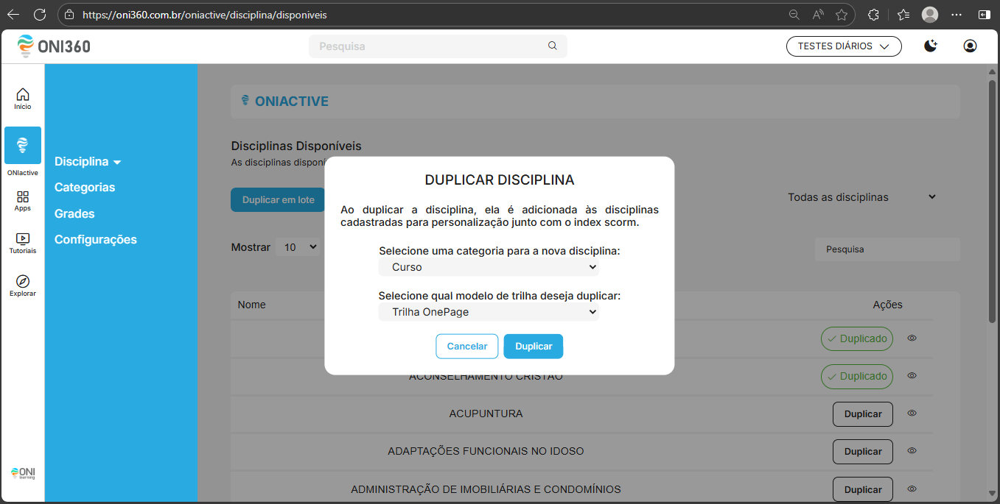 https://oni360.com.br/oniactive/disciplina/disponiveis
ONI360
Pesquisa
TESTES DIÁRIOS
Início
ONIactive
Apps
Tutoriais
Explorar
ONI
learning
Disciplina
Categorias
Grades
Configurações
ONIACTIVE
Disciplinas Disponíveis
As disciplinas disponí
Duplicar em lote
Todas as disciplinas
Mostrar 10
Pesquisa
Nome Ações
Duplicado
ACONSELHAMENTO CRISTÃO Duplicado
ACUPUNTURA Duplicar
ADAPTAÇÕES FUNCIONAIS NO IDOSO Duplicar
ADMINISTRAÇÃO DE IMOBILIÁRIAS E CONDOMÍNIOS Duplicar
DUPLICAR DISCIPLINA
Ao duplicar a disciplina, ela é adicionada às disciplinas
cadastradas para personalização junto com o index scorm.
Selecione uma categoria para a nova disciplina:
Curso
Selecione qual modelo de trilha deseja duplicar:
Trilha OnePage
Cancelar Duplicar